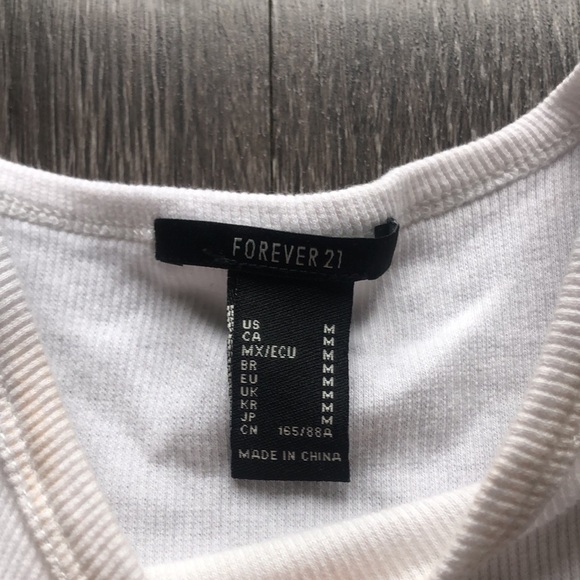 FOREVER 21
US M
CA M
MX/ECU M
BR M
EU M
UK M
KR M
JP M
CN 165/88A
MADE IN CHINA